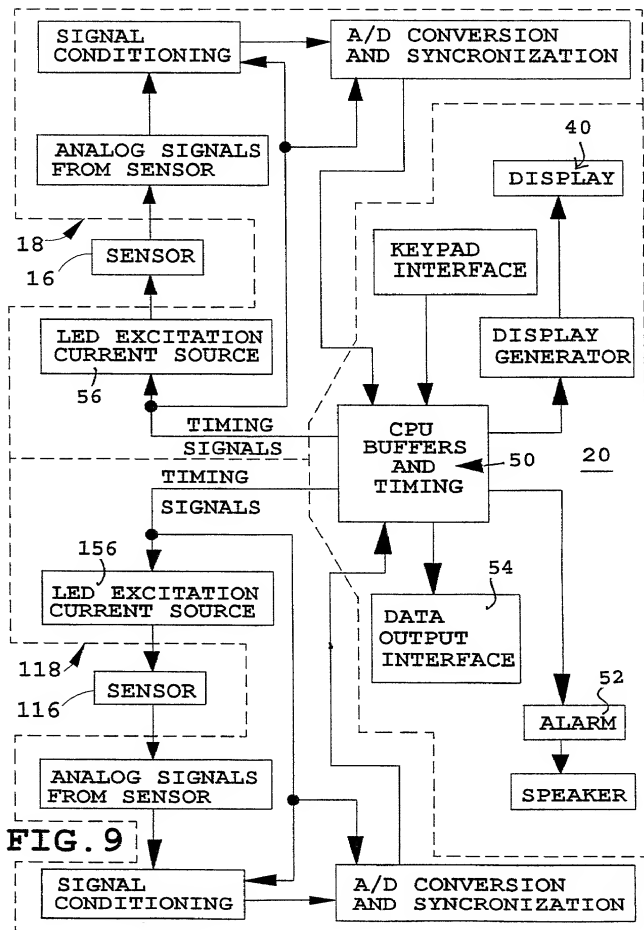 SIGNAL
CONDITIONING
A/D CONVERSION
AND SYNCRONIZATION
ANALOG SIGNALS
FROM SENSOR
40
DISPLAY
18
16
SENSOR
KEYPAD
INTERFACE
LED EXCITATION
CURRENT SOURCE
56
DISPLAY
GENERATOR
TIMING
SIGNALS
CPU
BUFFERS
AND
TIMING
50
20
TIMING
SIGNALS
156
LED EXCITATION
CURRENT SOURCE
54
DATA
OUTPUT
INTERFACE
118
116
SENSOR
52
ALARM
ANALOG SIGNALS
FROM SENSOR
SPEAKER
FIG. 9
SIGNAL
CONDITIONING
A/D CONVERSION
AND SYNCRONIZATION